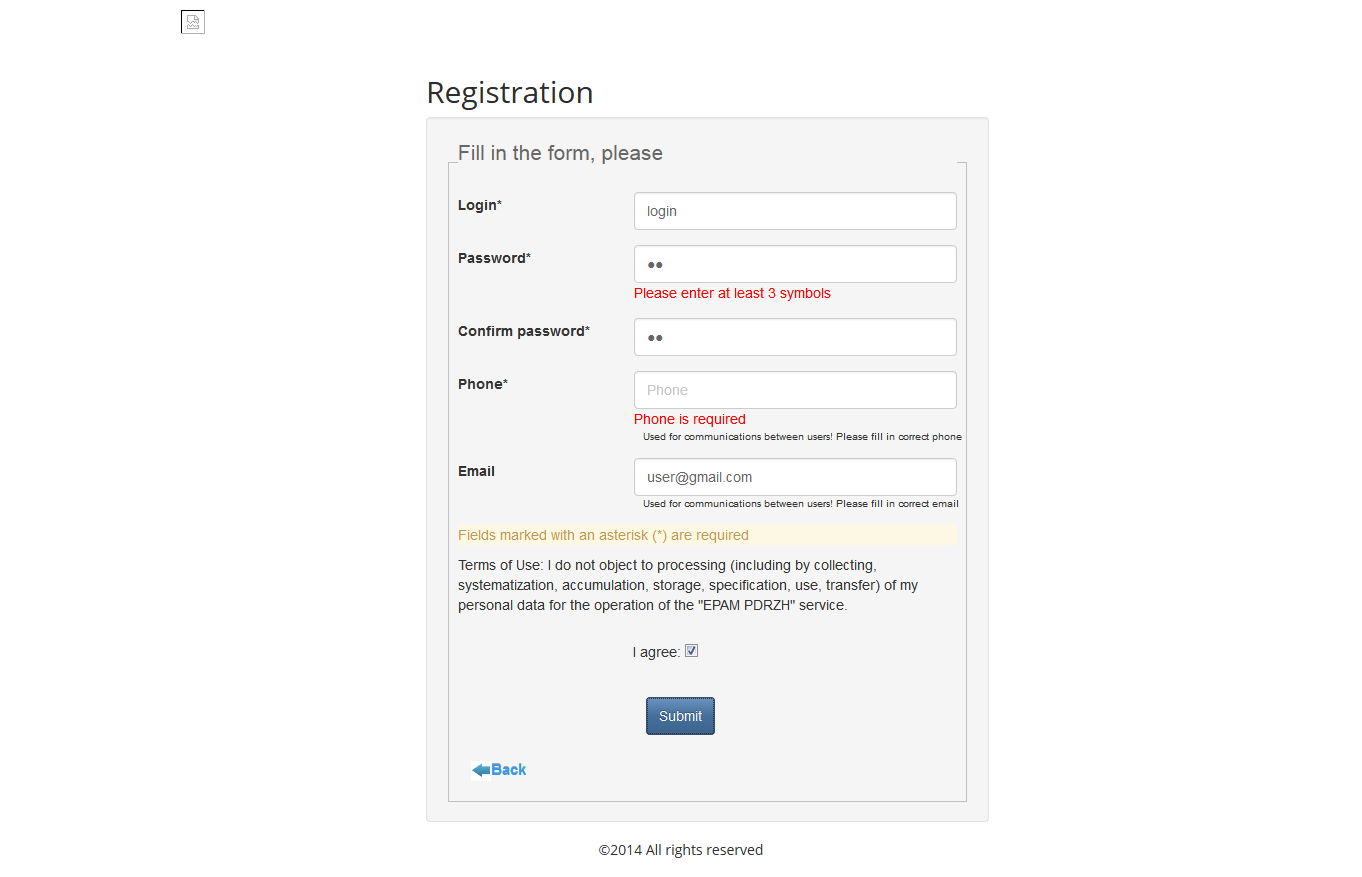 Registration
Fill in the form, please
Login*
login
Password*
●●
Please enter at least 3 symbols
Confirm password*
●●
Phone*
Phone
Phone is required
Used for communications between users! Please fill in correct phone
Email
user@gmail.com
Used for communications between users! Please fill in correct email
Fields marked with an asterisk (*) are required
Terms of Use: I do not object to processing (including by collecting,
systematization, accumulation, storage, specification, use, transfer) of my
personal data for the operation of the "EPAM PDRZH" service.
I agree:
Submit
Back
©2014 All rights reserved